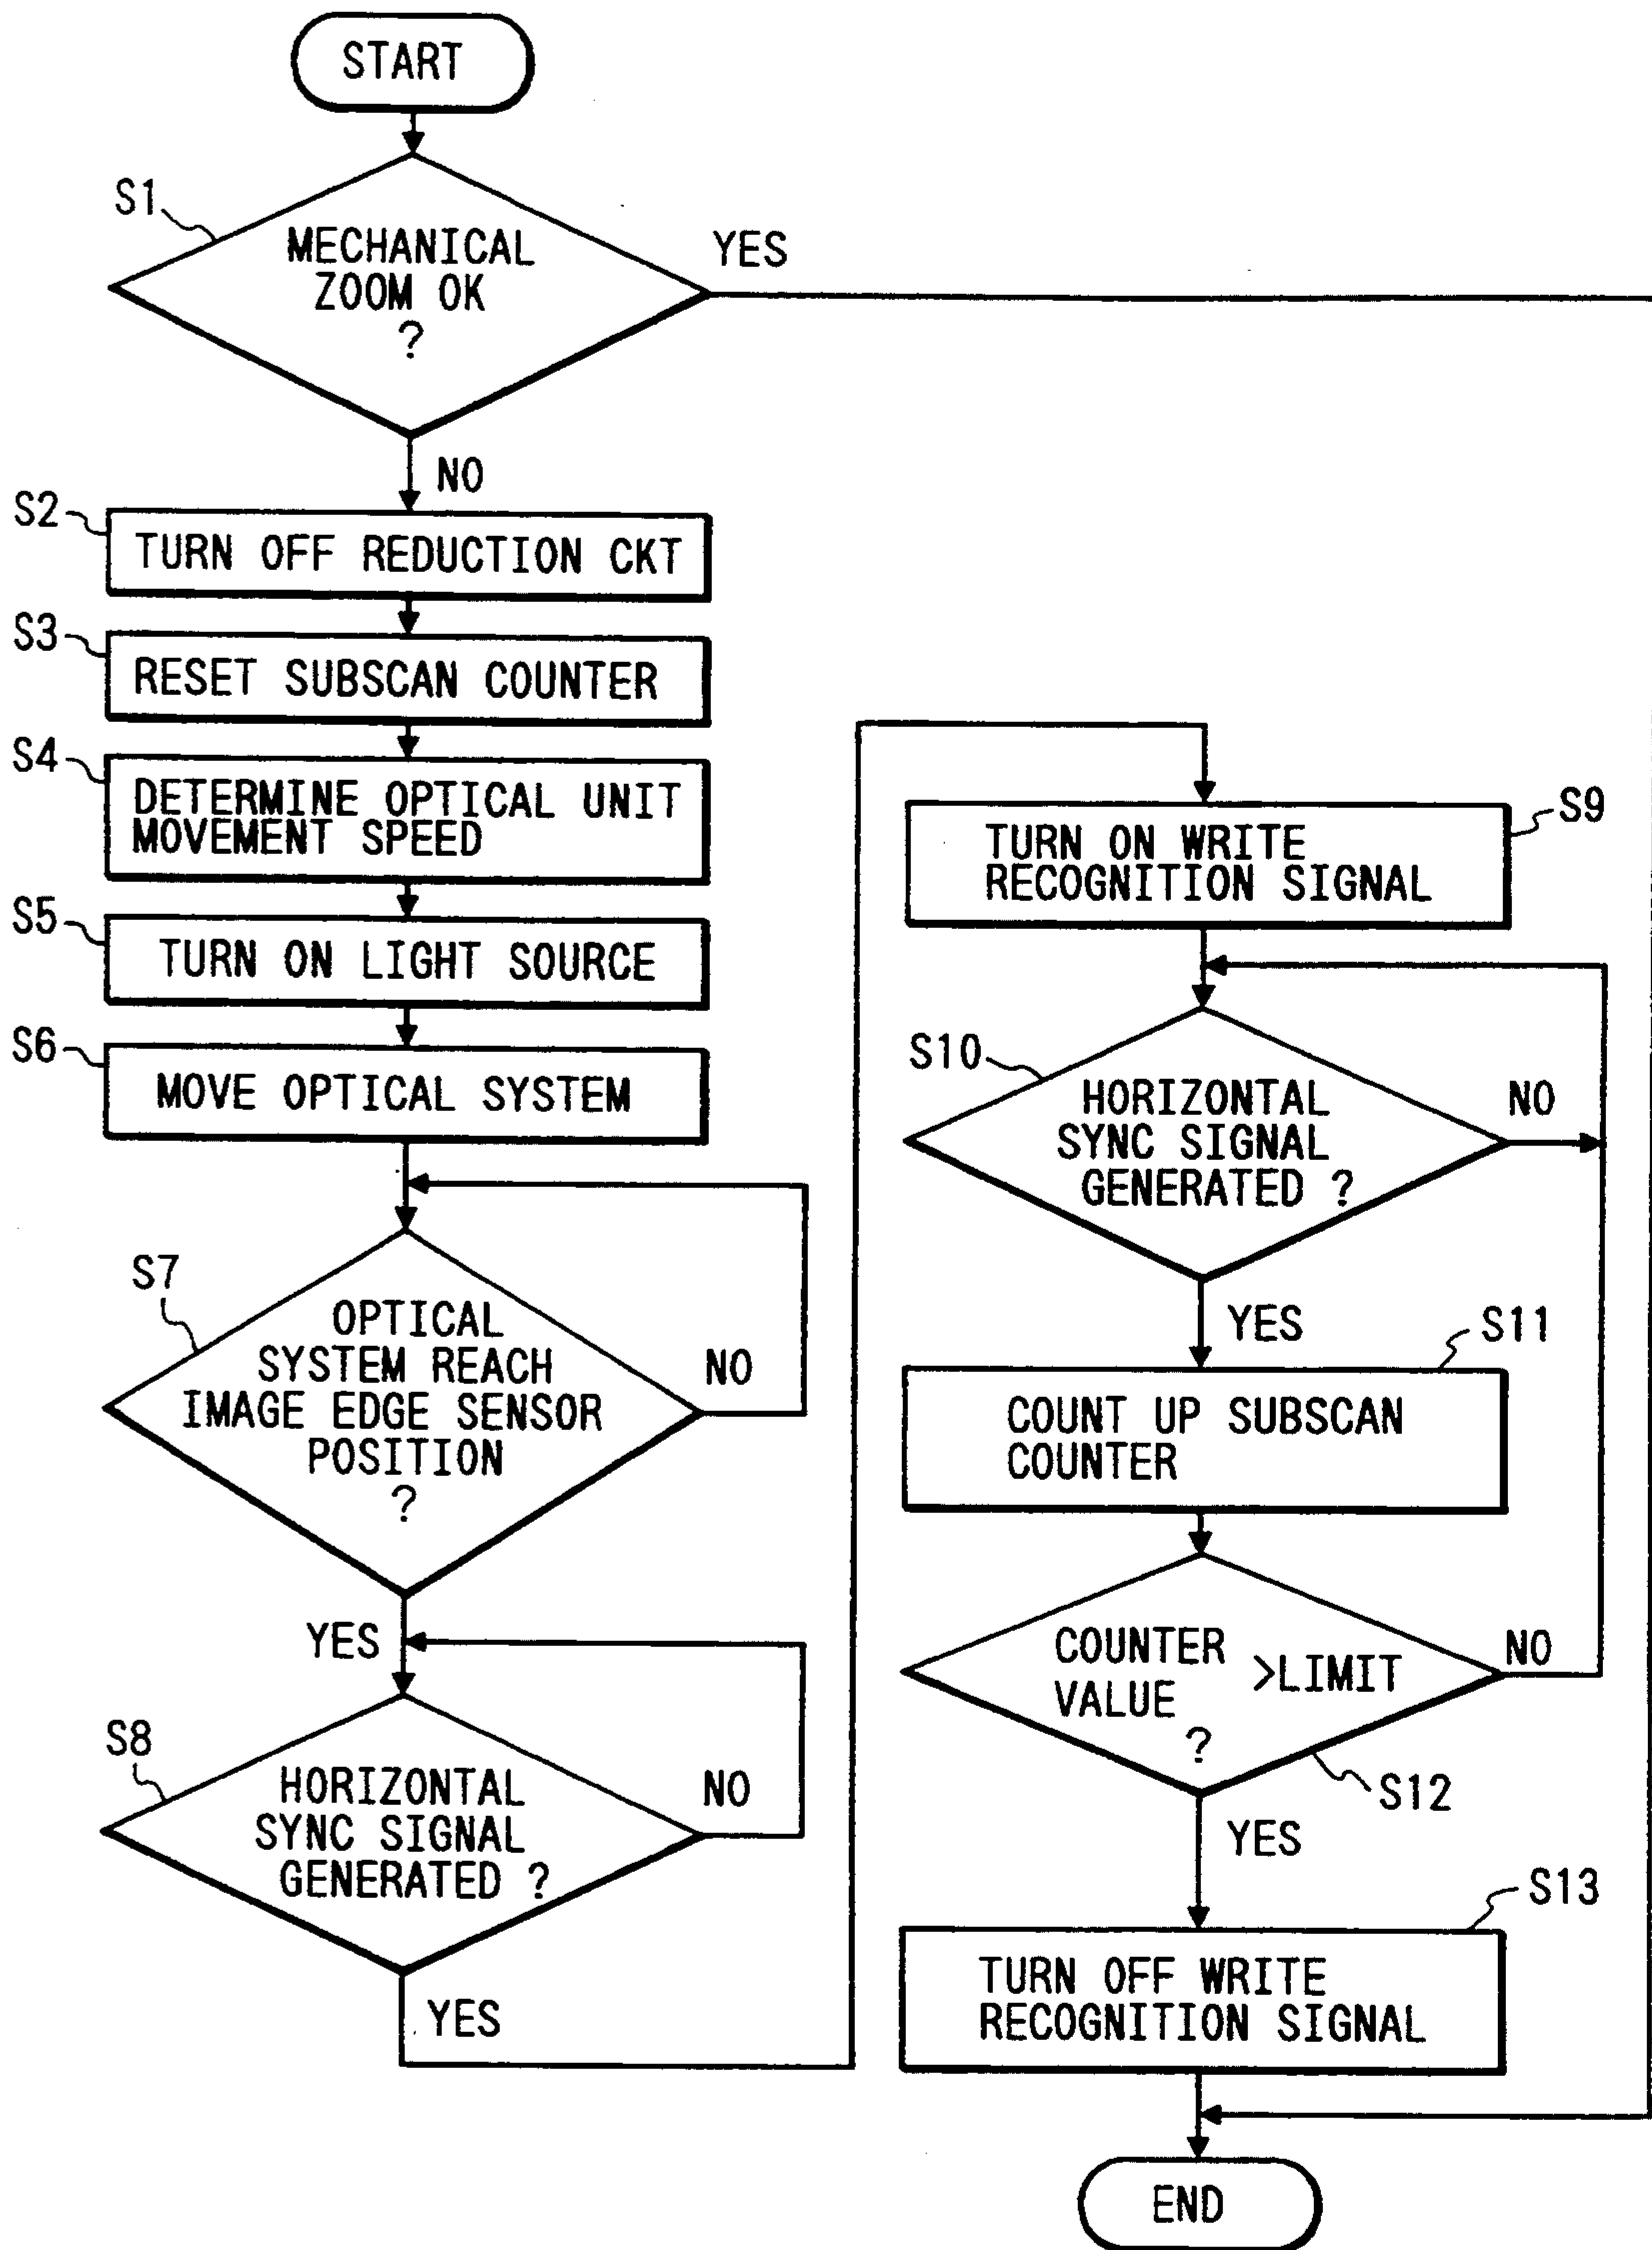 START
S1
MECHANICAL
ZOOM OK
?
YES
NO
S2
TURN OFF REDUCTION CKT
S3
RESET SUBSCAN COUNTER
S4
DETERMINE OPTICAL UNIT
MOVEMENT SPEED
S5
TURN ON LIGHT SOURCE
S6
MOVE OPTICAL SYSTEM
S7
OPTICAL
SYSTEM REACH
IMAGE EDGE SENSOR
POSITION
?
NO
YES
S8
HORIZONTAL
SYNC SIGNAL
GENERATED ?
NO
YES
S9
TURN ON WRITE
RECOGNITION SIGNAL
S10
HORIZONTAL
SYNC SIGNAL
GENERATED ?
NO
YES
S11
COUNT UP SUBSCAN
COUNTER
COUNTER
VALUE >LIMIT
?
NO
S12
YES
S13
TURN OFF WRITE
RECOGNITION SIGNAL
END